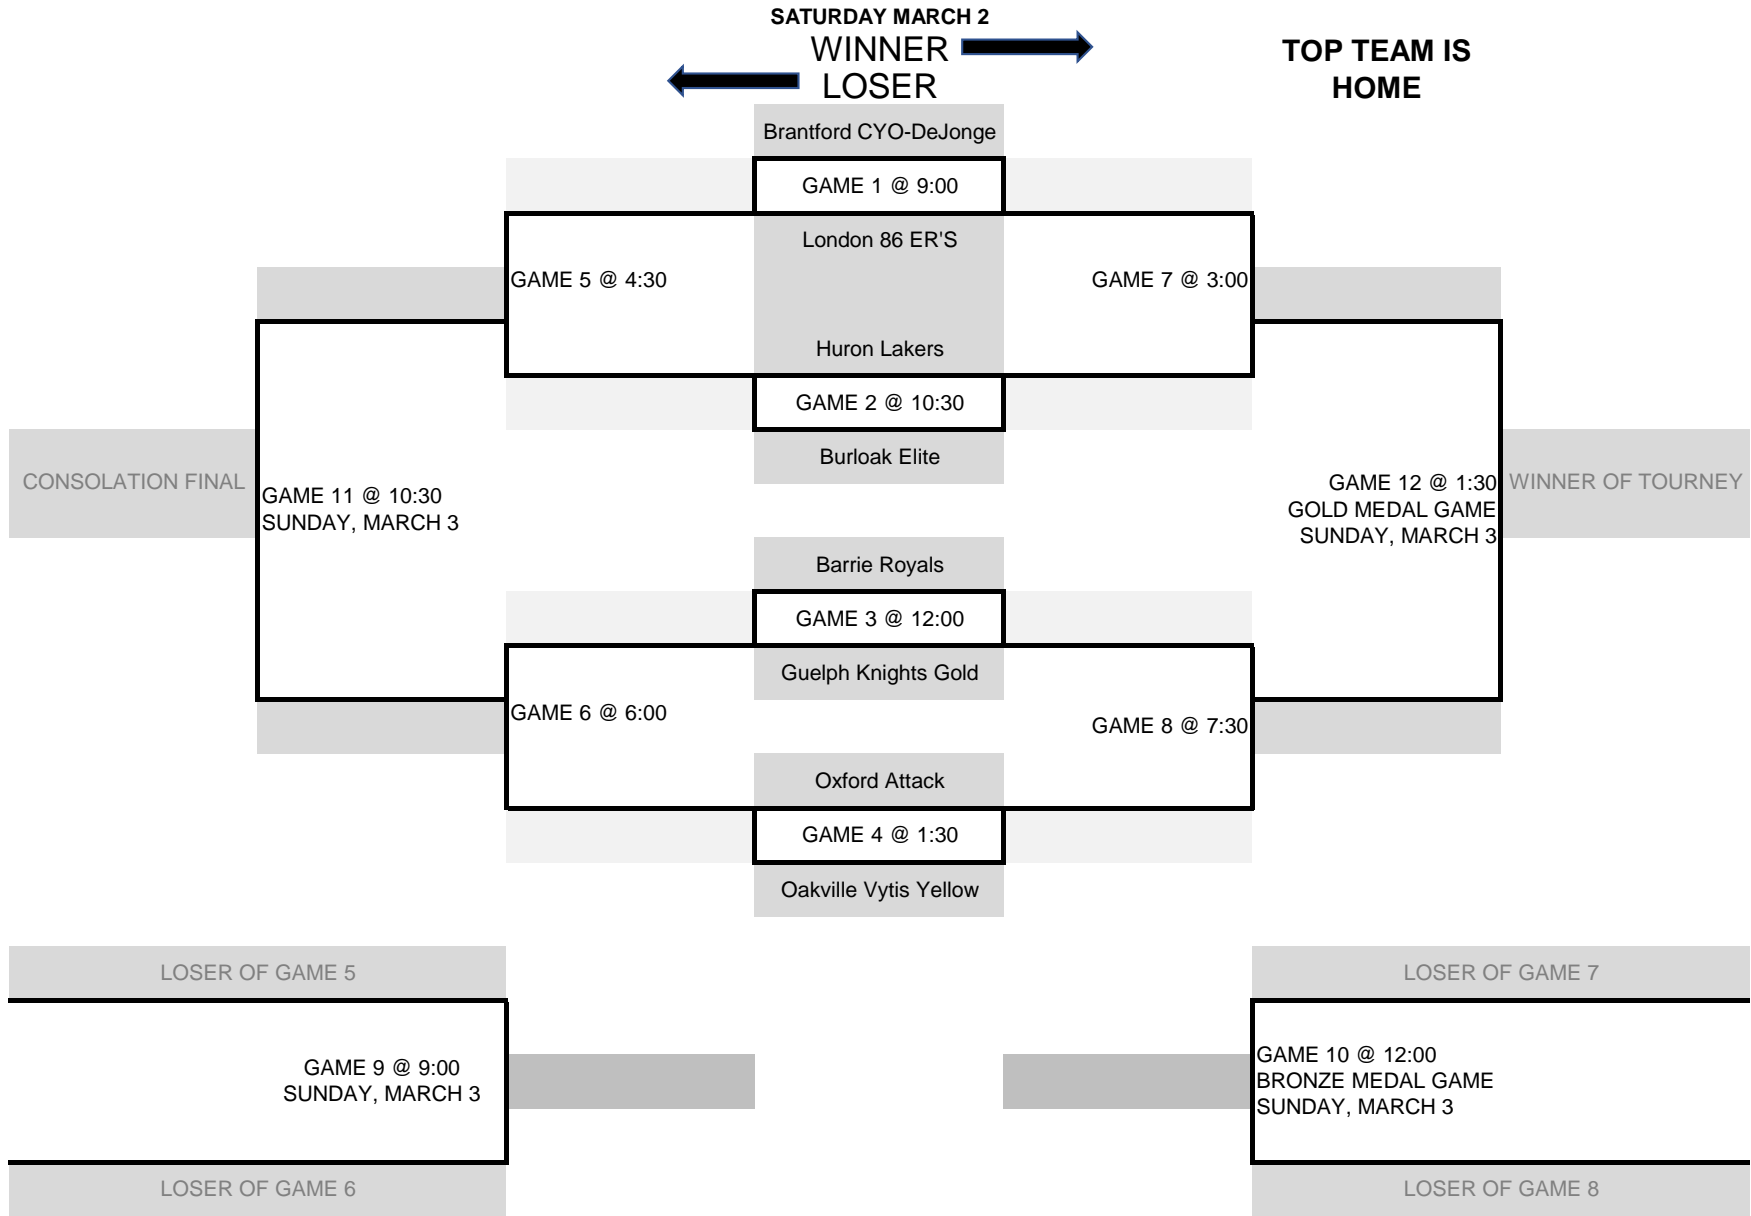 SATURDAY MARCH 2
WINNER
LOSER
TOP TEAM IS
HOME
Brantford CYO-DeJonge
GAME 1 @ 9:00
London 86 ER'S
GAME 5 @ 4:30
GAME 7 @ 3:00
Huron Lakers
GAME 2 @ 10:30
Burloak Elite
CONSOLATION FINAL
GAME 11 @ 10:30
SUNDAY, MARCH 3
GAME 12 @ 1:30
GOLD MEDAL GAME
SUNDAY, MARCH 3
WINNER OF TOURNEY
Barrie Royals
GAME 3 @ 12:00
Guelph Knights Gold
GAME 6 @ 6:00
GAME 8 @ 7:30
Oxford Attack
GAME 4 @ 1:30
Oakville Vytis Yellow
LOSER OF GAME 5
GAME 9 @ 9:00
SUNDAY, MARCH 3
LOSER OF GAME 6
LOSER OF GAME 7
GAME 10 @ 12:00
BRONZE MEDAL GAME
SUNDAY, MARCH 3
LOSER OF GAME 8